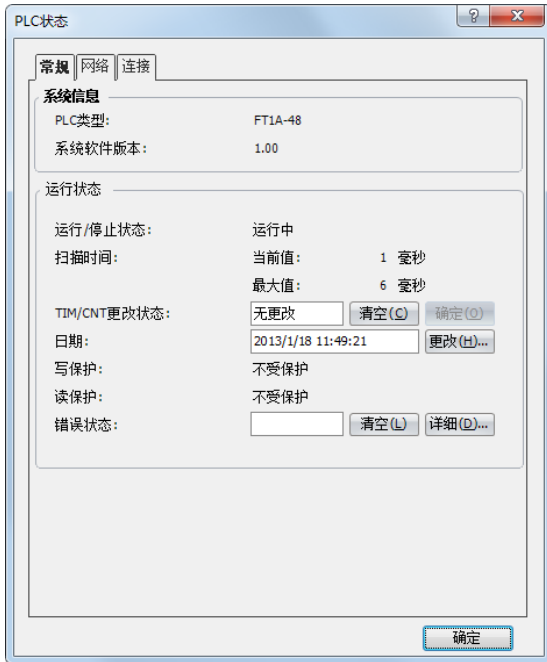 PLC状态
常规 网络 连接
系统信息
PLC类型: FT1A-48
系统软件版本: 1.00
运行状态
运行/停止状态: 运行中
扫描时间: 当前值: 1 毫秒
最大值: 6 毫秒
TIM/CNT更改状态: 无更改 清空(C) 确定(O)
日期: 2013/1/18 11:49:21 更改(H)...
写保护: 不受保护
读保护: 不受保护
错误状态: 清空(L) 详细(D)...
确定